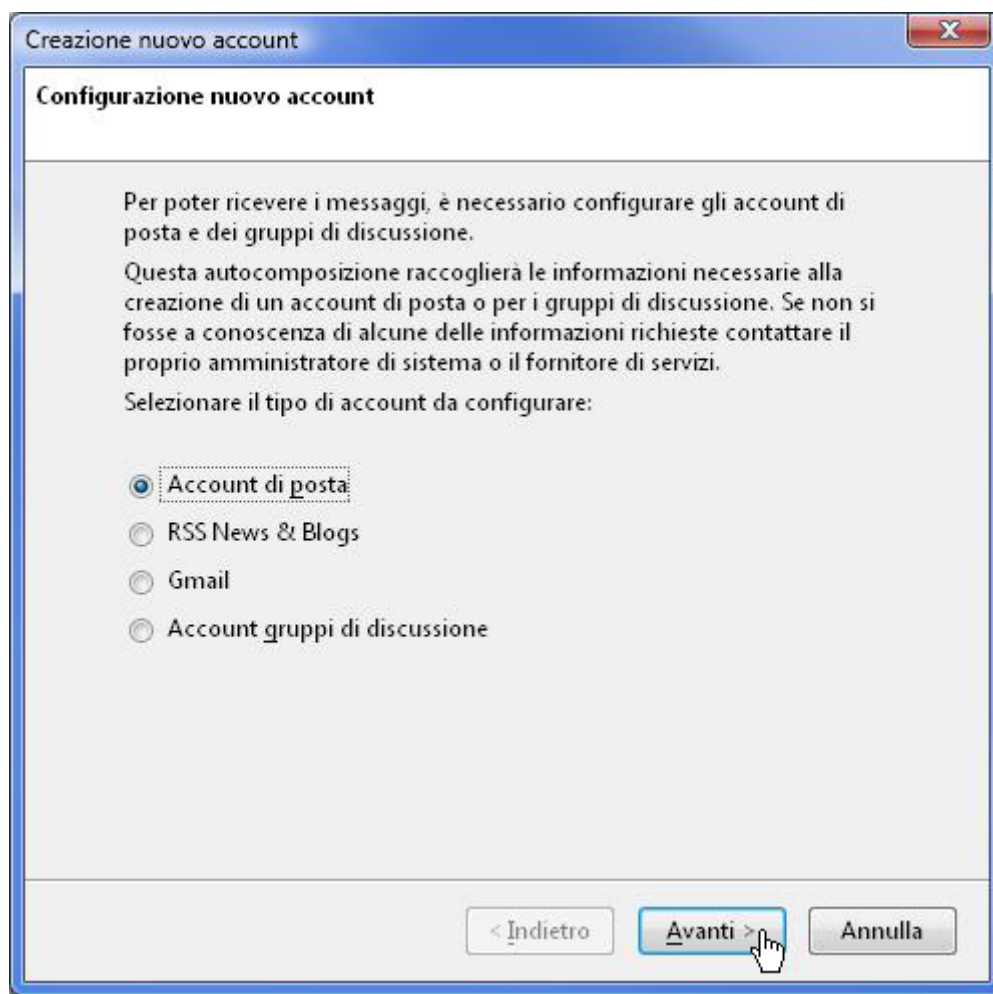 Creazione nuovo account
Configurazione nuovo account
Per poter ricevere i messaggi, è necessario configurare gli account di
posta e dei gruppi di discussione.
Questa autocomposizione raccoglierà le informazioni necessarie alla
creazione di un account di posta o per i gruppi di discussione. Se non si
fosse a conoscenza di alcune delle informazioni richieste contattare il
proprio amministratore di sistema o il fornitore di servizi.
Selezionare il tipo di account da configurare:
Account di posta
RSS News & Blogs
Gmail
Account gruppi di discussione
< Indietro Avanti > Annulla